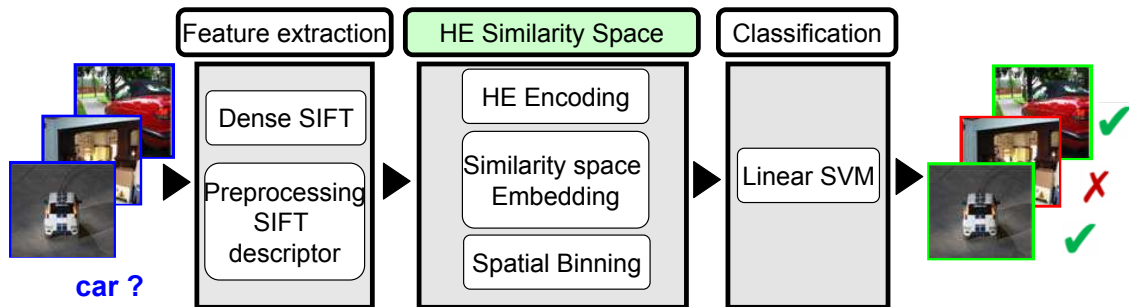 Feature extraction
HE Similarity Space
Classification
Dense SIFT
Preprocessing
SIFT
descriptor
HE Encoding
Similarity space
Embedding
Spatial Binning
Linear SVM
car ?